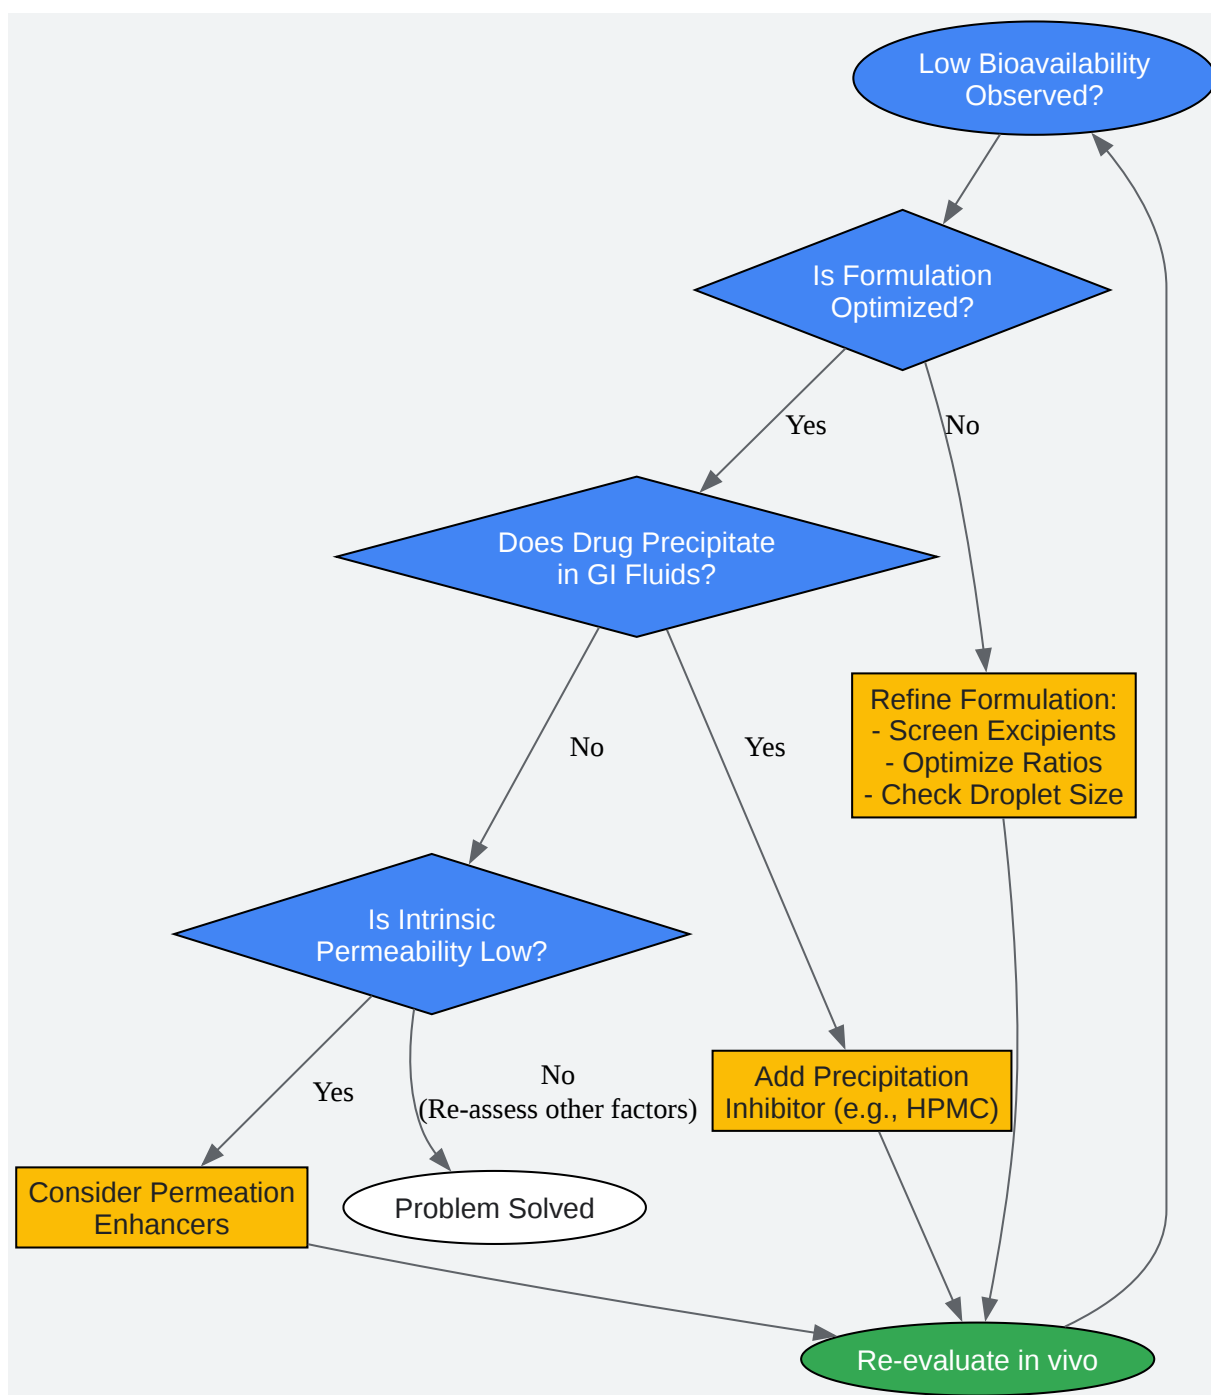 Low Bioavailability
Observed?
Is Formulation
Optimized?
Yes
No
Does Drug Precipitate
in GI Fluids?
Refine Formulation:
- Screen Excipients
- Optimize Ratios
- Check Droplet Size
No
Yes
Is Intrinsic
Permeability Low?
Yes
No
(Re-assess other factors)
Add Precipitation
Inhibitor (e.g., HPMC)
Consider Permeation
Enhancers
Problem Solved
Re-evaluate in vivo